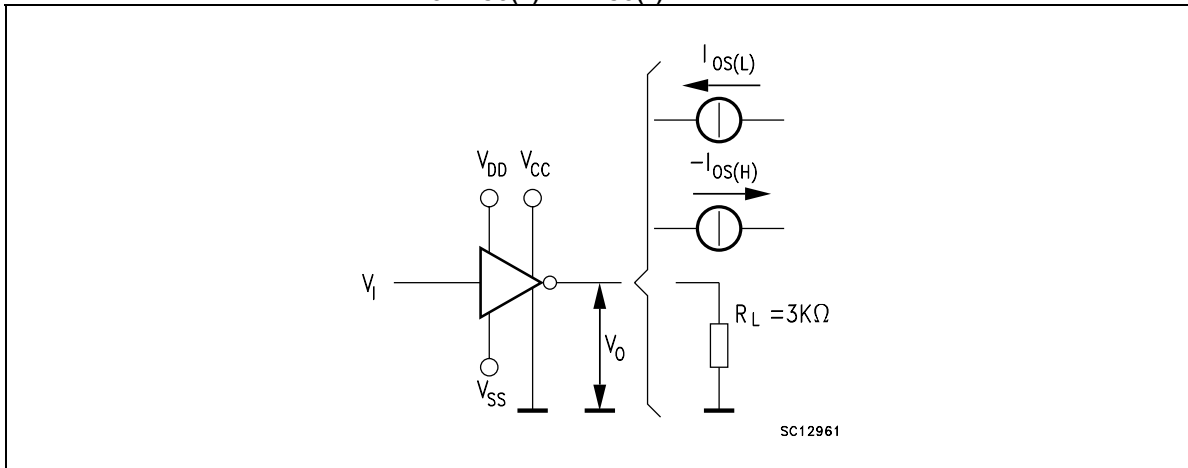 I OS(L)
-I OS(H)
V DD V CC
V I
R L = 3KΩ
V O
V SS
SC12961